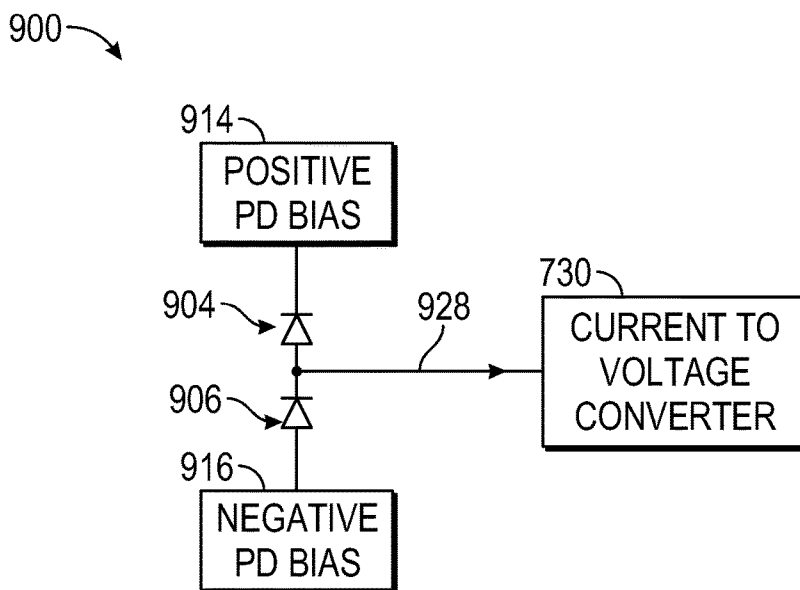 900
914
POSITIVE
PD BIAS
904
928
730
CURRENT TO
VOLTAGE
CONVERTER
906
916
NEGATIVE
PD BIAS